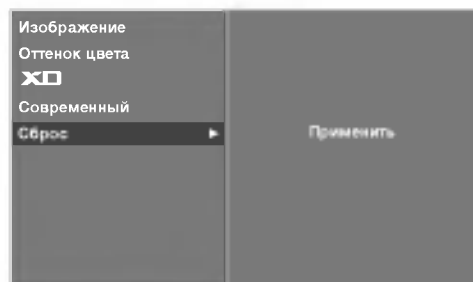 Изображение
Оттенок цвета
XD
Современный
Сброс
Применить